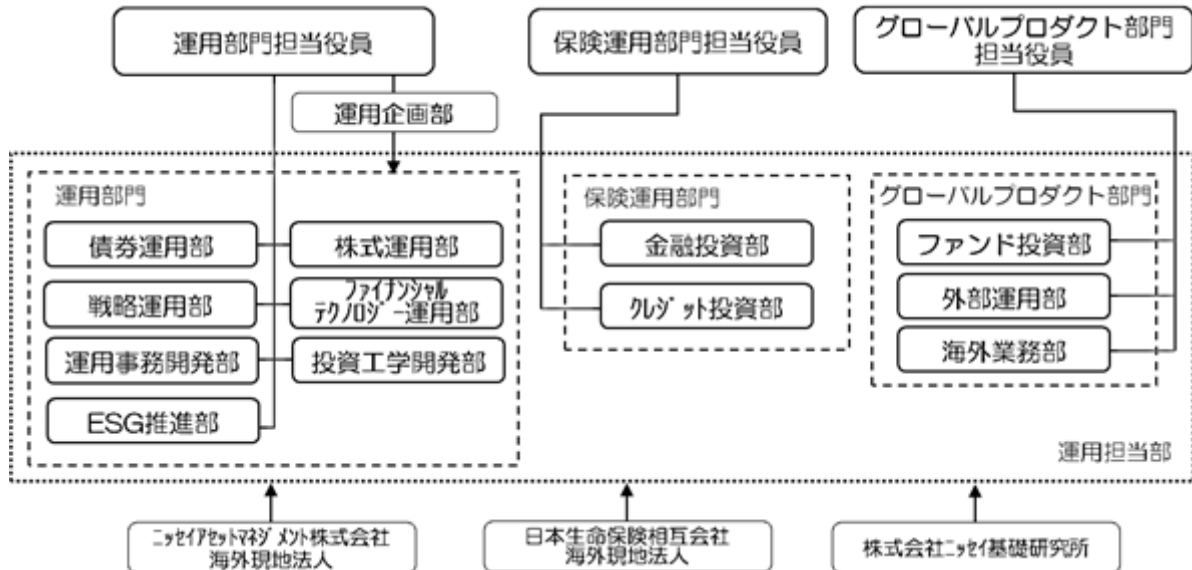 運用部門担当役員
保険運用部門担当役員
グローバルプロダクト部門
担当役員
運用企画部
運用部門
債券運用部
株式運用部
戦略運用部
ファイナンシャル
テクノロジー運用部
運用事務開発部
投資工学開発部
ESG推進部
保険運用部門
金融投資部
クレジット投資部
グローバルプロダクト部門
ファンド投資部
外部運用部
海外業務部
運用担当部
ニッセイアセットマネジメント株式会社
海外現地法人
日本生命保険相互会社
海外現地法人
株式会社ニッセイ基礎研究所